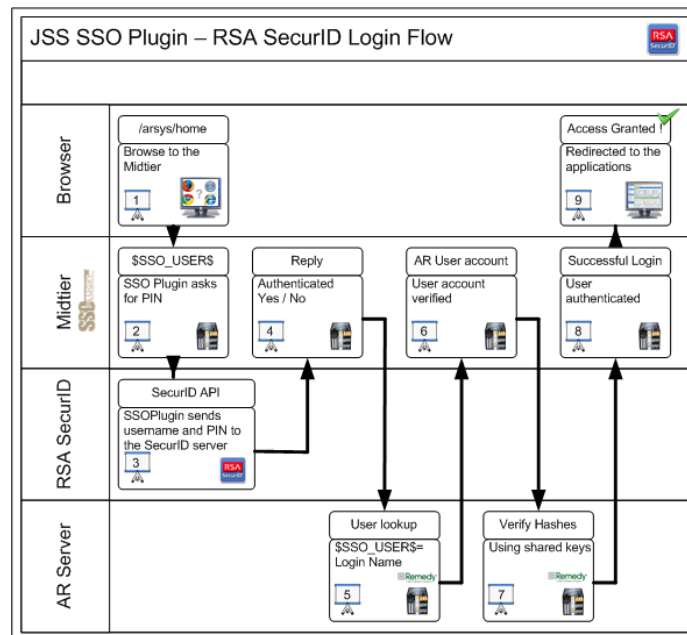 JSS SSO Plugin – RSA SecurID Login Flow
RSA
SecurID
Browser
/arsys/home
Browse to the
Midtier
1
Access Granted !
Redirected to the
applications
9
Midtier
SSO
$SSO_USER$
SSO Plugin asks
for PIN
2
Reply
Authenticated
Yes / No
4
AR User account
User account
verified
6
Successful Login
User
authenticated
8
RSA SecurID
SecurID API
SSOPlugin sends
username and PIN to
the SecurID server
3
RSA
SecurID
AR Server
User lookup
$SSO_USER$=
Login Name
Remedy
5
Verify Hashes
Using shared keys
Remedy
7